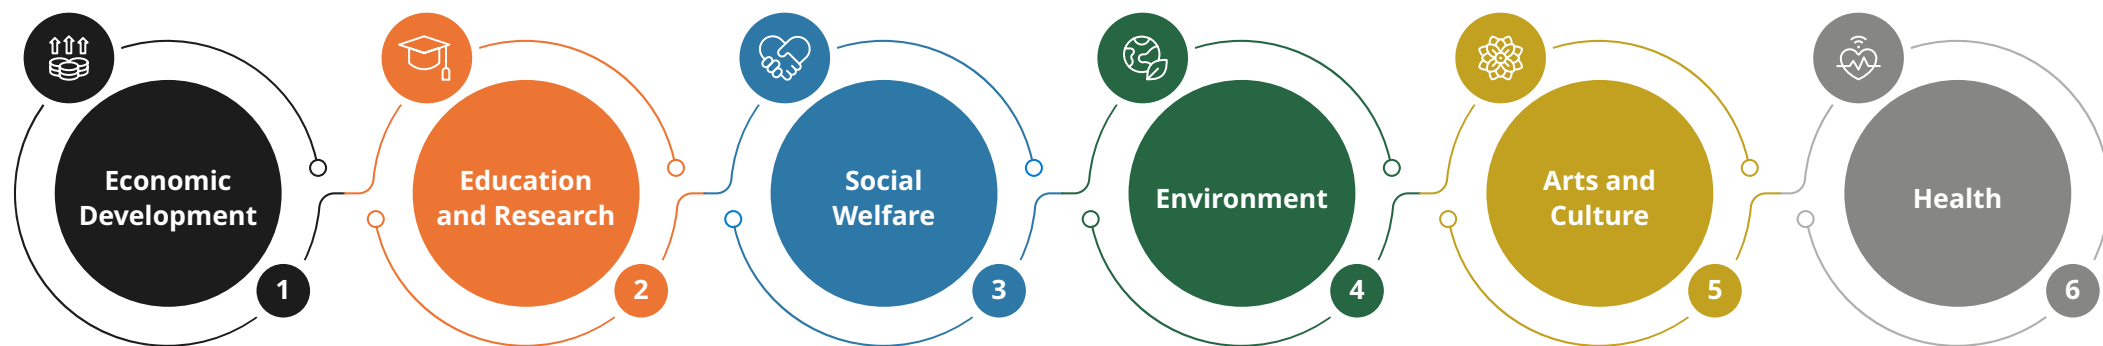 Economic
Development
1
Education
and Research
2
Social
Welfare
3
Environment
4
Arts and
Culture
5
Health
6